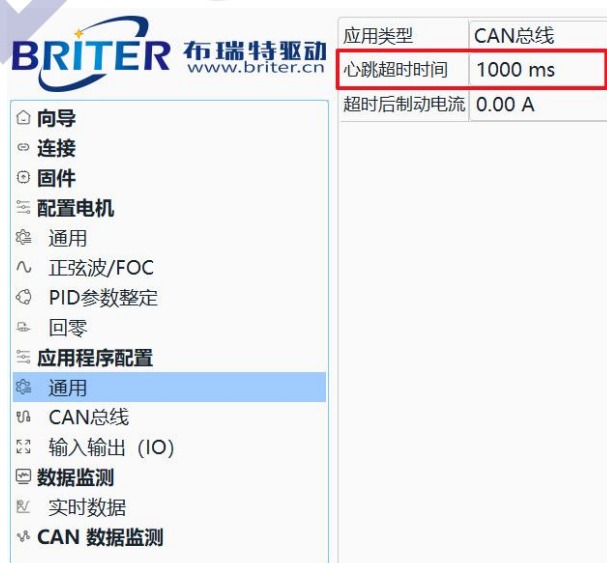 BRITER 布瑞特驱动
www.briter.cn
应用类型 CAN总线
心跳超时时间 1000 ms
超时后制动电流 0.00 A
向导
连接
固件
配置电机
通用
正弦波/FOC
PID参数整定
回零
应用程序配置
通用
CAN总线
输入输出（IO）
数据监测
实时数据
CAN 数据监测